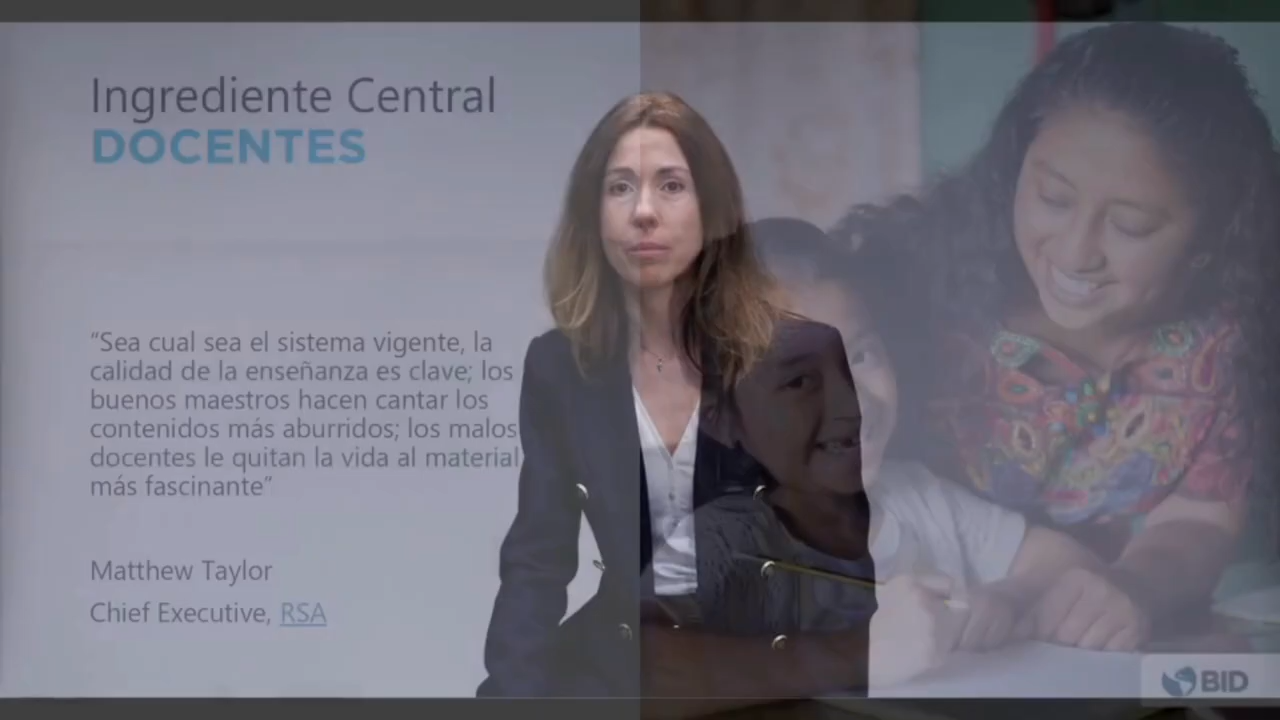 Ingrediente Central
DOCENTES
“Sea cual sea el sistema vigente, la
calidad de la enseñanza es clave; los
buenos maestros hacen cantar los
contenidos más aburridos; los malos
docentes le quitan la vida al material
más fascinante”
Matthew Taylor
Chief Executive, RSA
BID